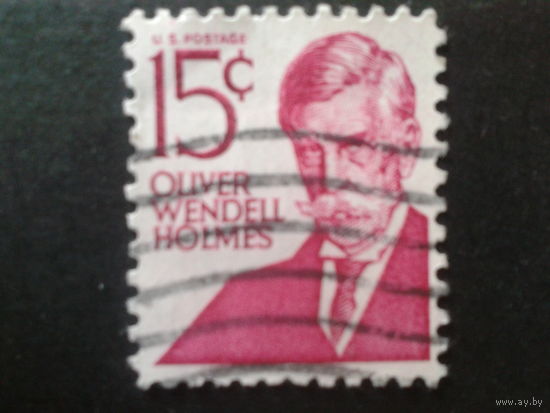 U.S. POSTAGE
15¢
OLIVER
WENDELL
HOLMES
www.ay.by